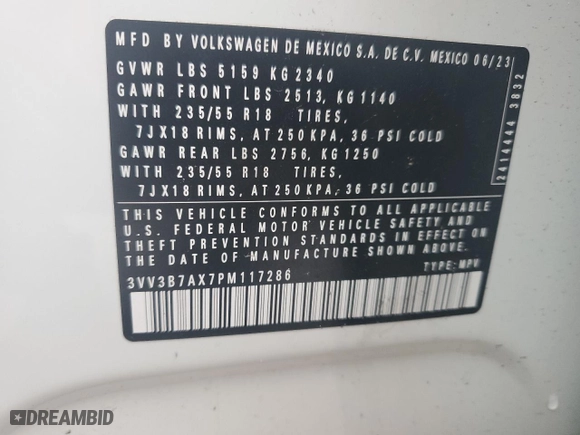 MFD BY VOLKSWAGEN DE MEXICO S.A. DE C.V. MEXICO 06/23
GVWR LBS 5159 KG 2340
GAWR FRONT LBS 2513, KG 1140
WITH 235/55 R18 TIRES,
7JX18 RIMS, AT 250 KPA, 36 PSI COLD
GAWR REAR LBS 2756, KG 1250
WITH 235/55 R18 TIRES,
7JX18 RIMS, AT 250 KPA, 36 PSI COLD
THIS VEHICLE CONFORMS TO ALL APPLICABLE
U.S. FEDERAL MOTOR VEHICLE SAFETY AND
THEFT PREVENTION STANDARDS IN EFFECT ON
THE DATE OF MANUFACTURE SHOWN ABOVE.
3VV3B7AX7PM117286 TYPE: MPV
2414444 3832
DREAMBID